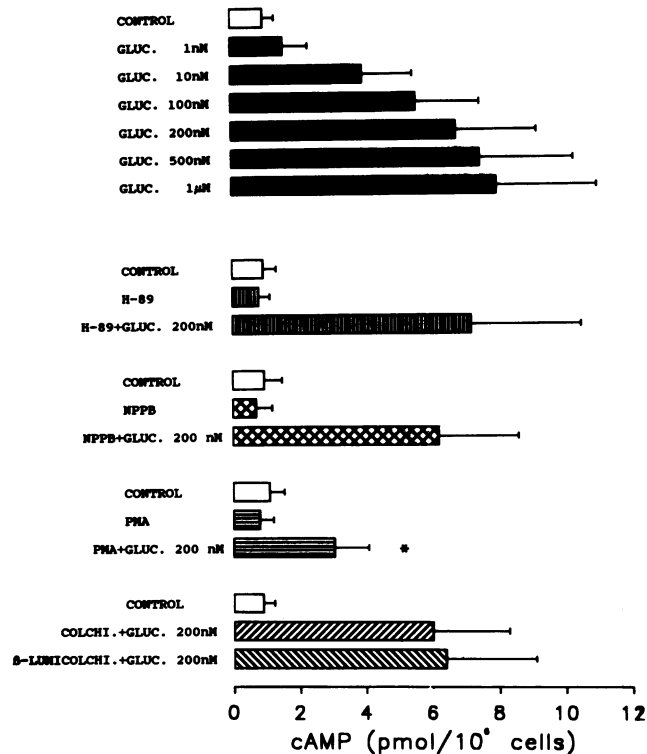 CONTROL
GLUC. 1nM
GLUC. 10nM
GLUC. 100nM
GLUC. 200nM
GLUC. 500nM
GLUC. 1µM
CONTROL
H-89
H-89+GLUC. 200nM
CONTROL
NPPB
NPPB+GLUC. 200 nM
CONTROL
PMA
PMA+GLUC. 200 nM
*
CONTROL
COLCHI.+GLUC. 200nM
ß-LUMICOLCHI.+GLUC. 200nM
0 2 4 6 8 10 12
cAMP (pmol/10⁶ cells)